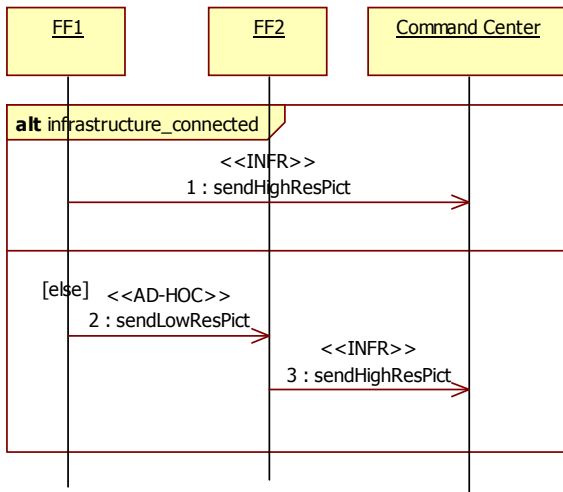 FF1
FF2
Command Center
alt infrastructure_connected
<<INFR>>
1 : sendHighResPict
[else]
<<AD-HOC>>
2 : sendLowResPict
<<INFR>>
3 : sendHighResPict